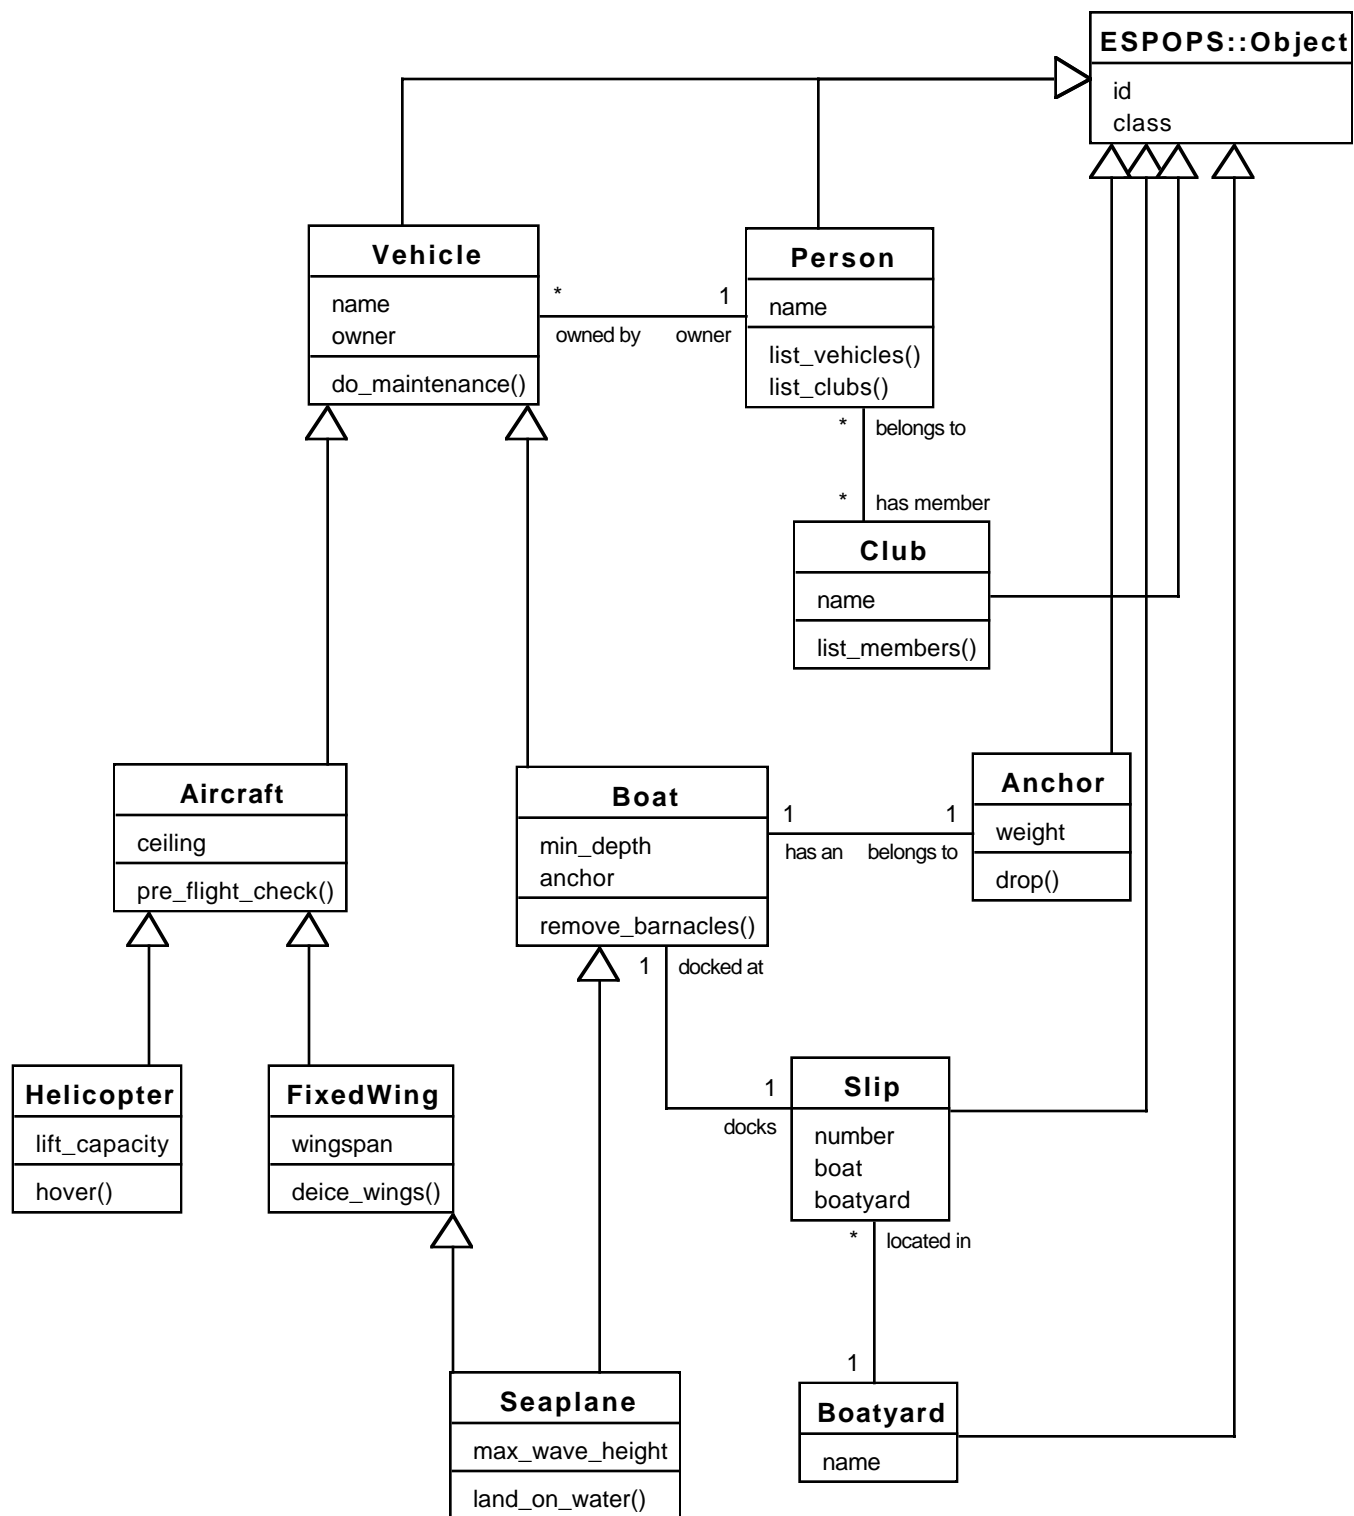 ESPOPS::Object
id
class
Vehicle
name
owner
do_maintenance()
* 1
owned by owner
Person
name
list_vehicles()
list_clubs()
* belongs to
* has member
Club
name
list_members()
Aircraft
ceiling
pre_flight_check()
Boat
min_depth
anchor
remove_barnacles()
1 1
has an belongs to
Anchor
weight
drop()
1 docked at
1
docks
Helicopter
lift_capacity
hover()
FixedWing
wingspan
deice_wings()
Slip
number
boat
boatyard
* located in
1
Seaplane
max_wave_height
land_on_water()
Boatyard
name